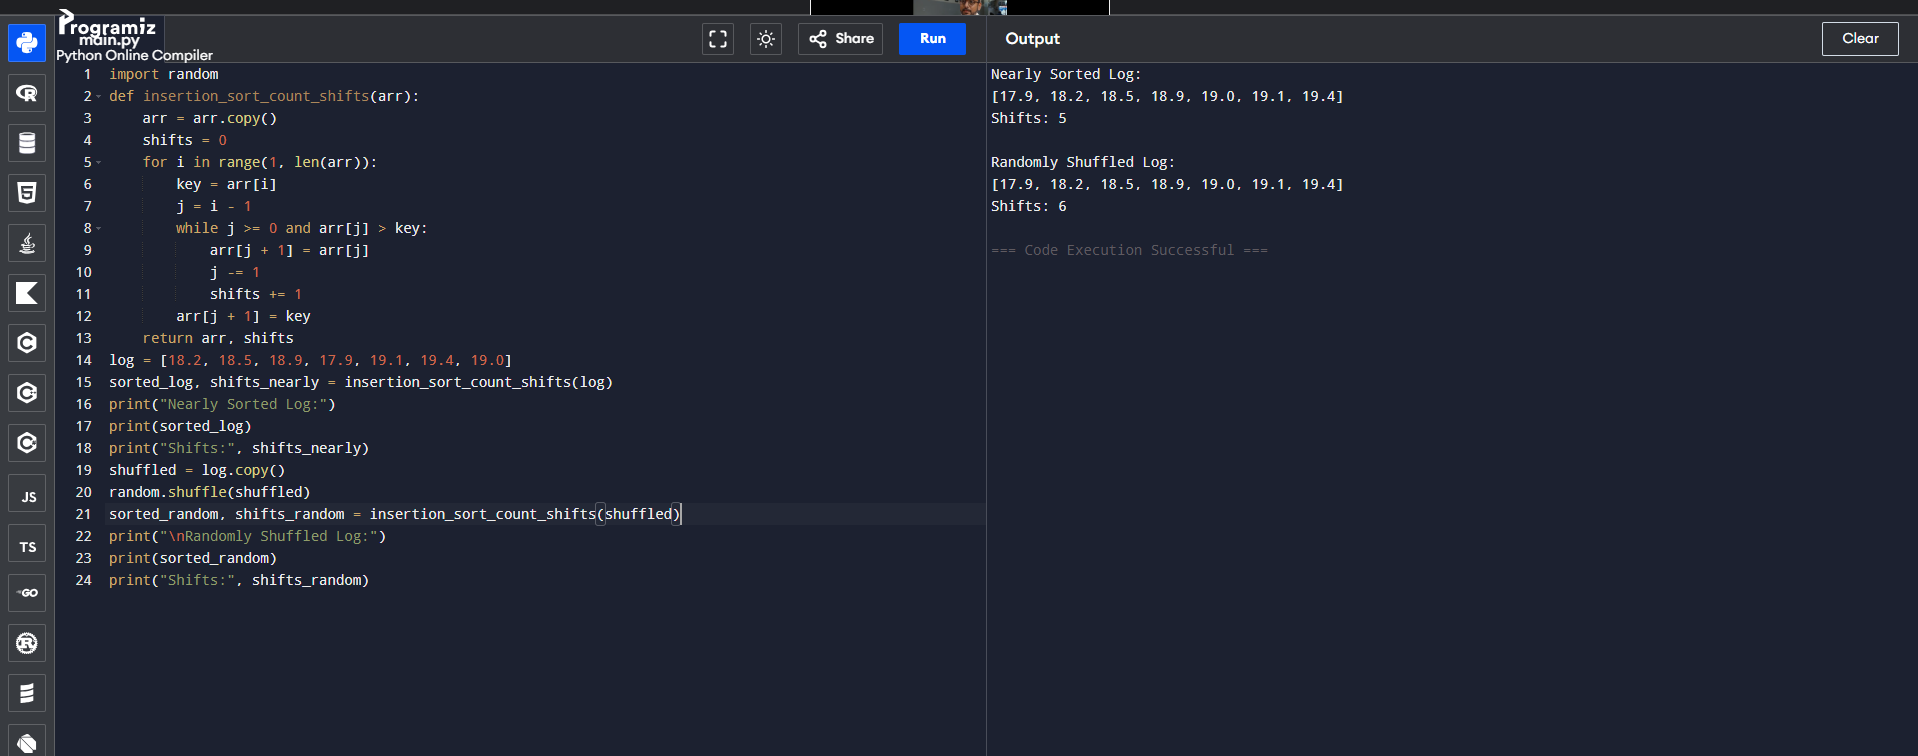 Programiz
main.py
Python Online Compiler
Share
Run
Output
Clear
1 import random
2 def insertion_sort_count_shifts(arr):
3     arr = arr.copy()
4     shifts = 0
5     for i in range(1, len(arr)):
6         key = arr[i]
7         j = i - 1
8         while j >= 0 and arr[j] > key:
9             arr[j + 1] = arr[j]
10             j -= 1
11             shifts += 1
12         arr[j + 1] = key
13     return arr, shifts
14 log = [18.2, 18.5, 18.9, 17.9, 19.1, 19.4, 19.0]
15 sorted_log, shifts_nearly = insertion_sort_count_shifts(log)
16 print("Nearly Sorted Log:")
17 print(sorted_log)
18 print("Shifts:", shifts_nearly)
19 shuffled = log.copy()
20 random.shuffle(shuffled)
21 sorted_random, shifts_random = insertion_sort_count_shifts(shuffled)
22 print("\nRandomly Shuffled Log:")
23 print(sorted_random)
24 print("Shifts:", shifts_random)
Nearly Sorted Log:
[17.9, 18.2, 18.5, 18.9, 19.0, 19.1, 19.4]
Shifts: 5
Randomly Shuffled Log:
[17.9, 18.2, 18.5, 18.9, 19.0, 19.1, 19.4]
Shifts: 6
=== Code Execution Successful ===
R
5
C
C
C
JS
TS
GO
R